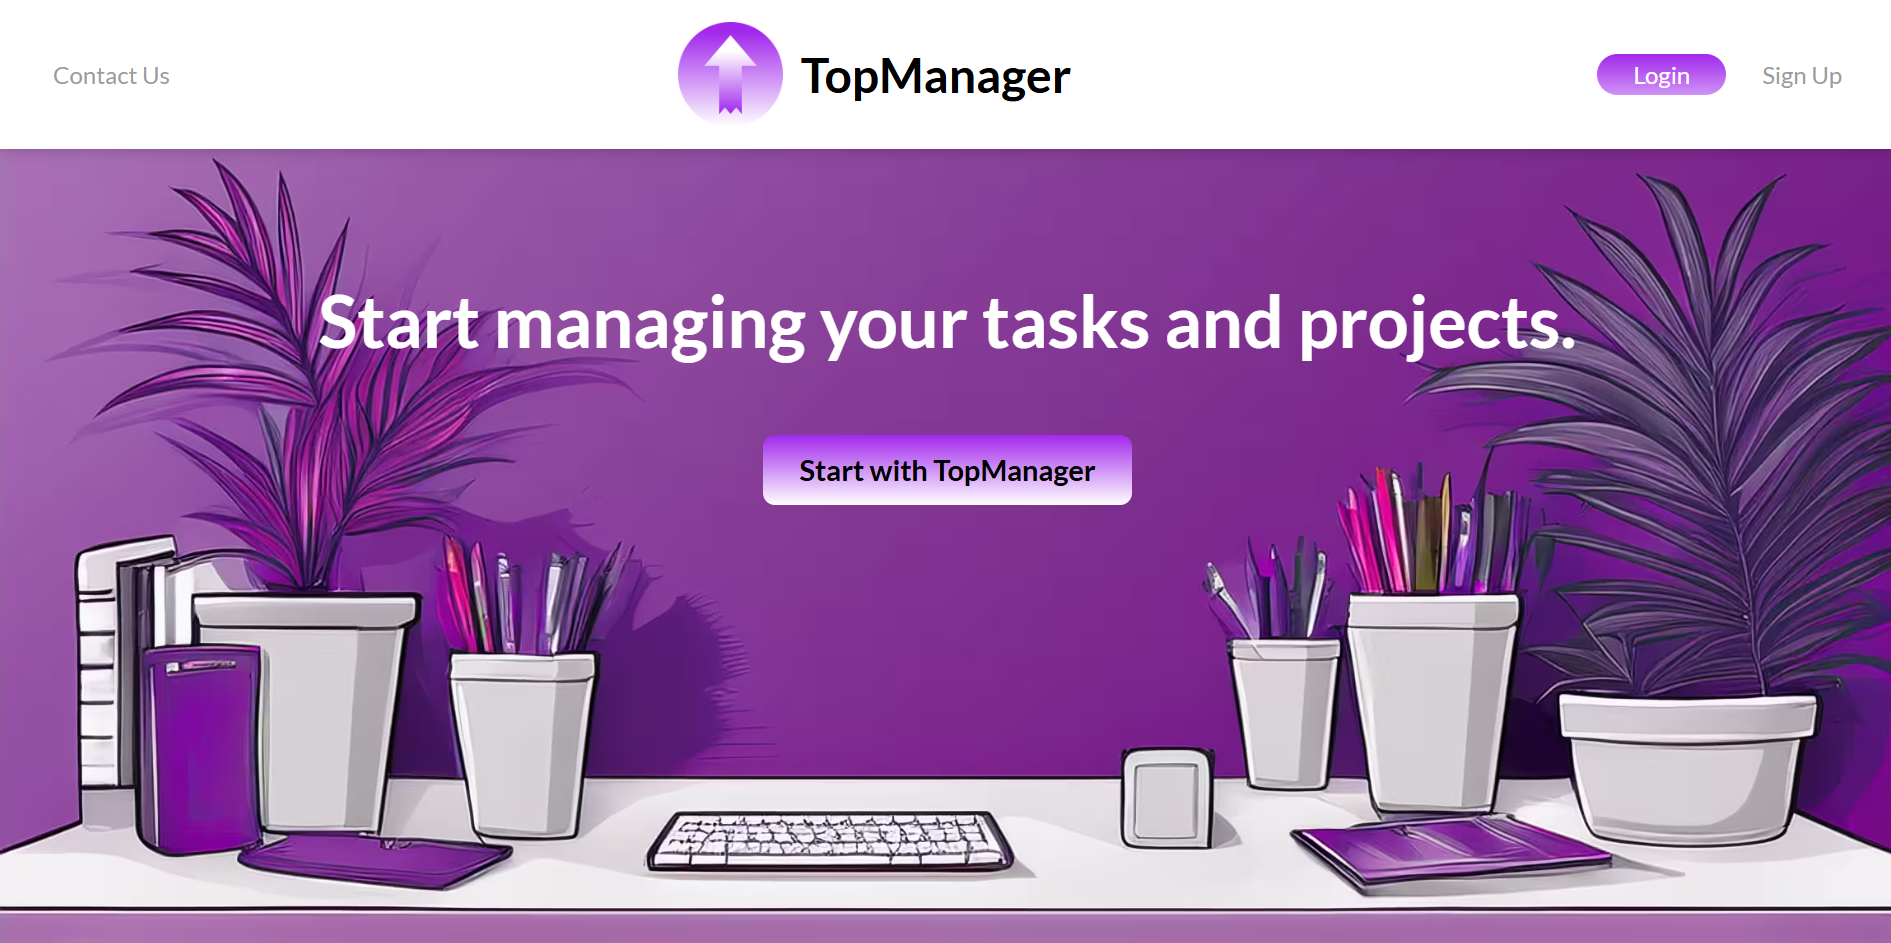 Contact Us
TopManager
Login
Sign Up
Start managing your tasks and projects.
Start with TopManager